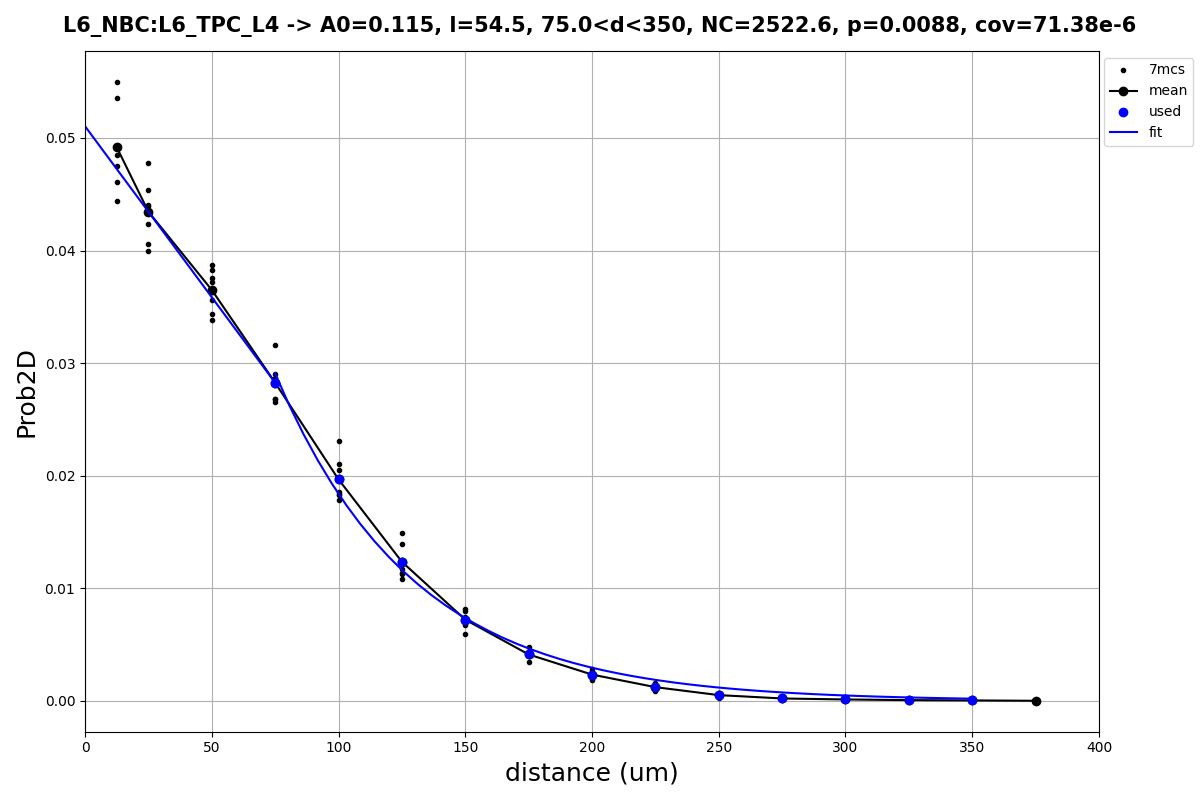 L6_NBC:L6_TPC_L4 -> A0=0.115, l=54.5, 75.0<d<350, NC=2522.6, p=0.0088, cov=71.38e-6
7mcs
mean
used
fit
0.05
0.04
0.03
0.02
0.01
0.00
Prob2D
0 50 100 150 200 250 300 350 400
distance (um)